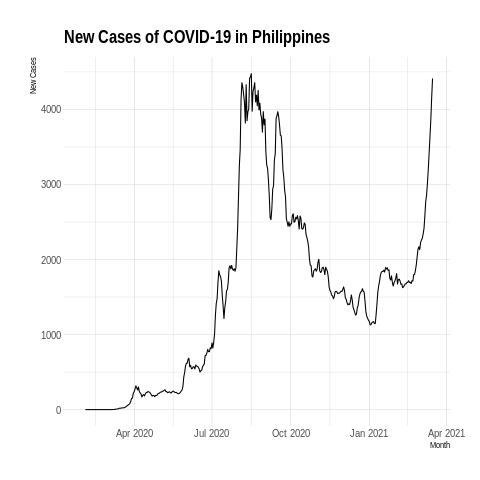 New Cases of COVID-19 in Philippines
New Cases
4000
3000
2000
1000
0
Apr 2020 Jul 2020 Oct 2020 Jan 2021 Apr 2021
Month